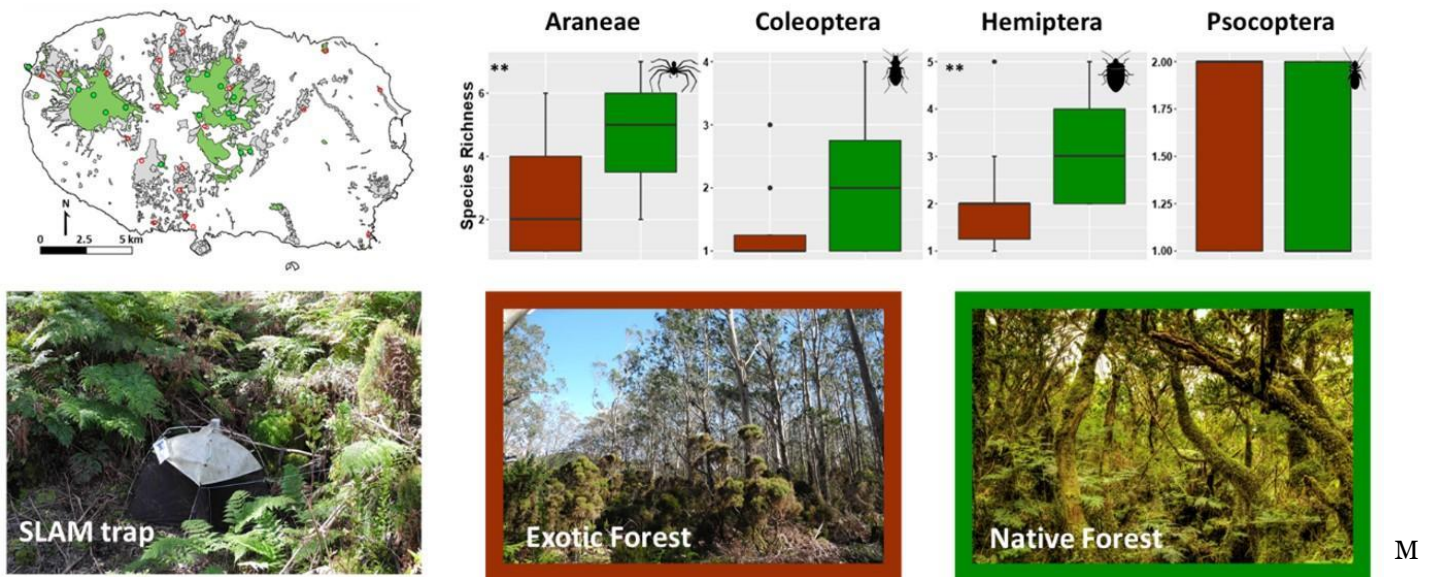 Araneae
Coleoptera
Hemiptera
Psocoptera
Species Richness
**
6
4
2
4
3
2
1
**
5
4
3
2
1
2.00
1.75
1.50
1.25
1.00
N
0 2.5 5 km
SLAM trap
Exotic Forest
Native Forest
M